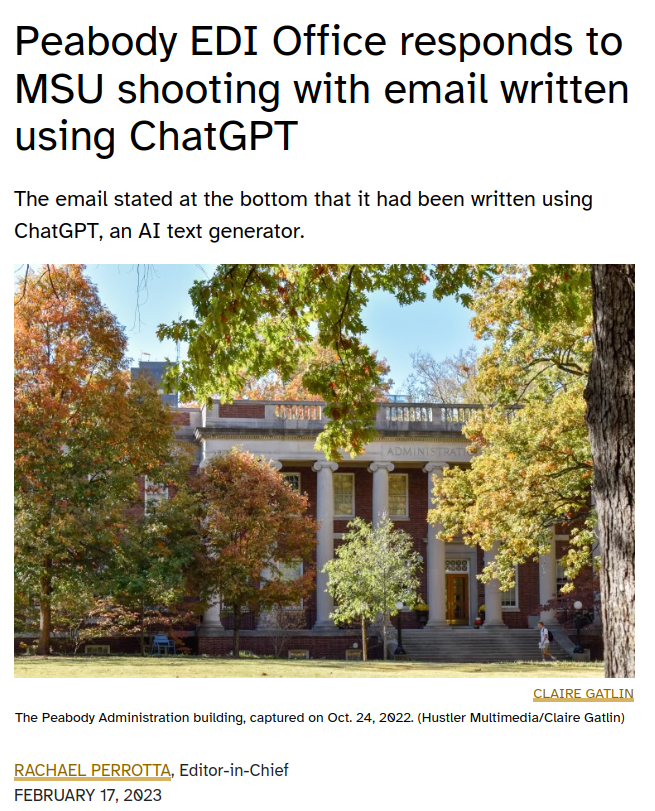 Peabody EDI Office responds to
MSU shooting with email written
using ChatGPT
The email stated at the bottom that it had been written using
ChatGPT, an AI text generator.
ADMINISTRAT
CLAIRE GATLIN
The Peabody Administration building, captured on Oct. 24, 2022. (Hustler Multimedia/Claire Gatlin)
RACHAEL PERROTTA, Editor-in-Chief
FEBRUARY 17, 2023